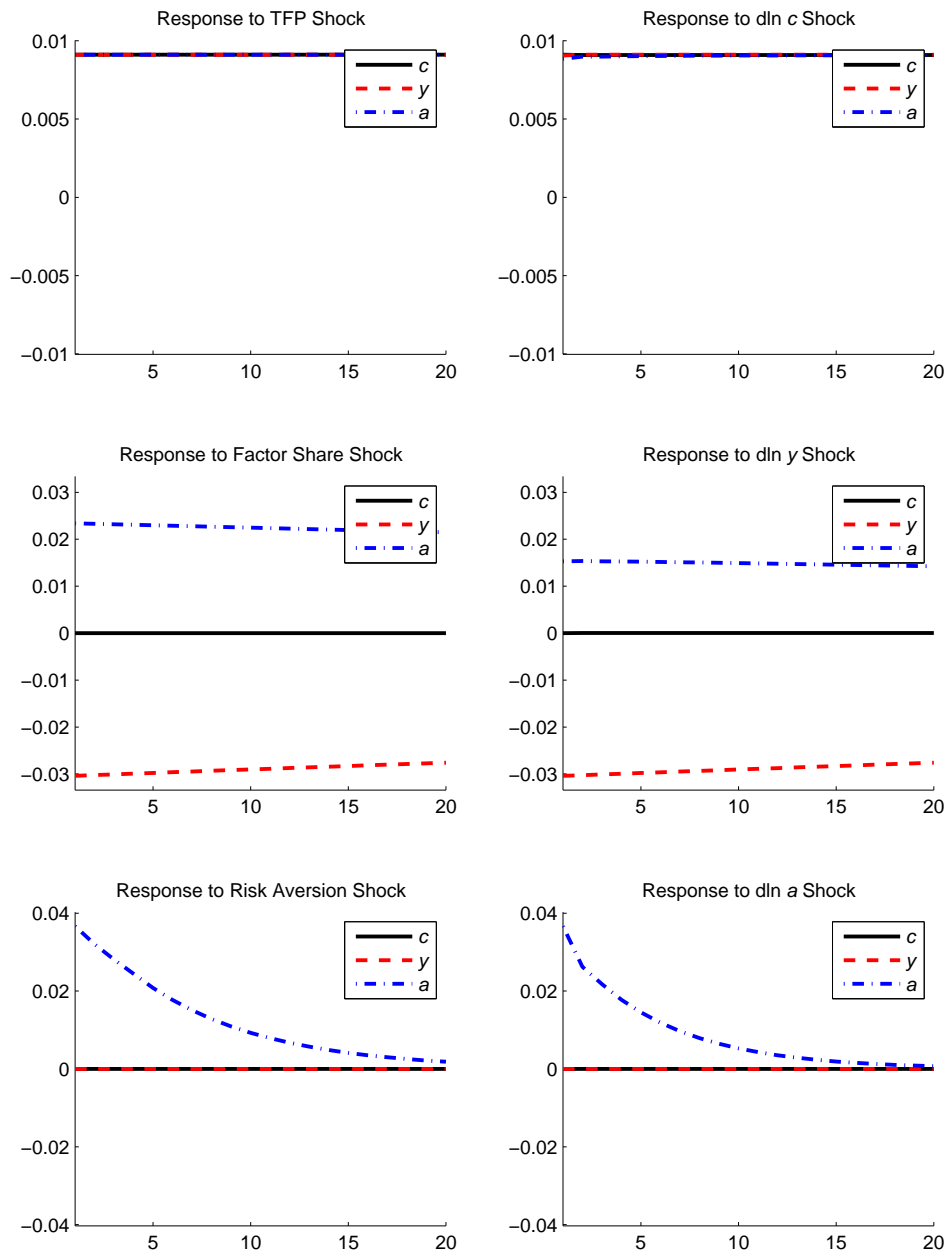 Response to TFP Shock
0.01
0.005
0
−0.005
−0.01
5
10
15
20
c
y
a
Response to dln c Shock
0.01
0.005
0
−0.005
−0.01
5
10
15
20
c
y
a
Response to Factor Share Shock
0.03
0.02
0.01
0
−0.01
−0.02
−0.03
5
10
15
20
c
y
a
Response to dln y Shock
0.03
0.02
0.01
0
−0.01
−0.02
−0.03
5
10
15
20
c
y
a
Response to Risk Aversion Shock
0.04
0.02
0
−0.02
−0.04
5
10
15
20
c
y
a
Response to dln a Shock
0.04
0.02
0
−0.02
−0.04
5
10
15
20
c
y
a